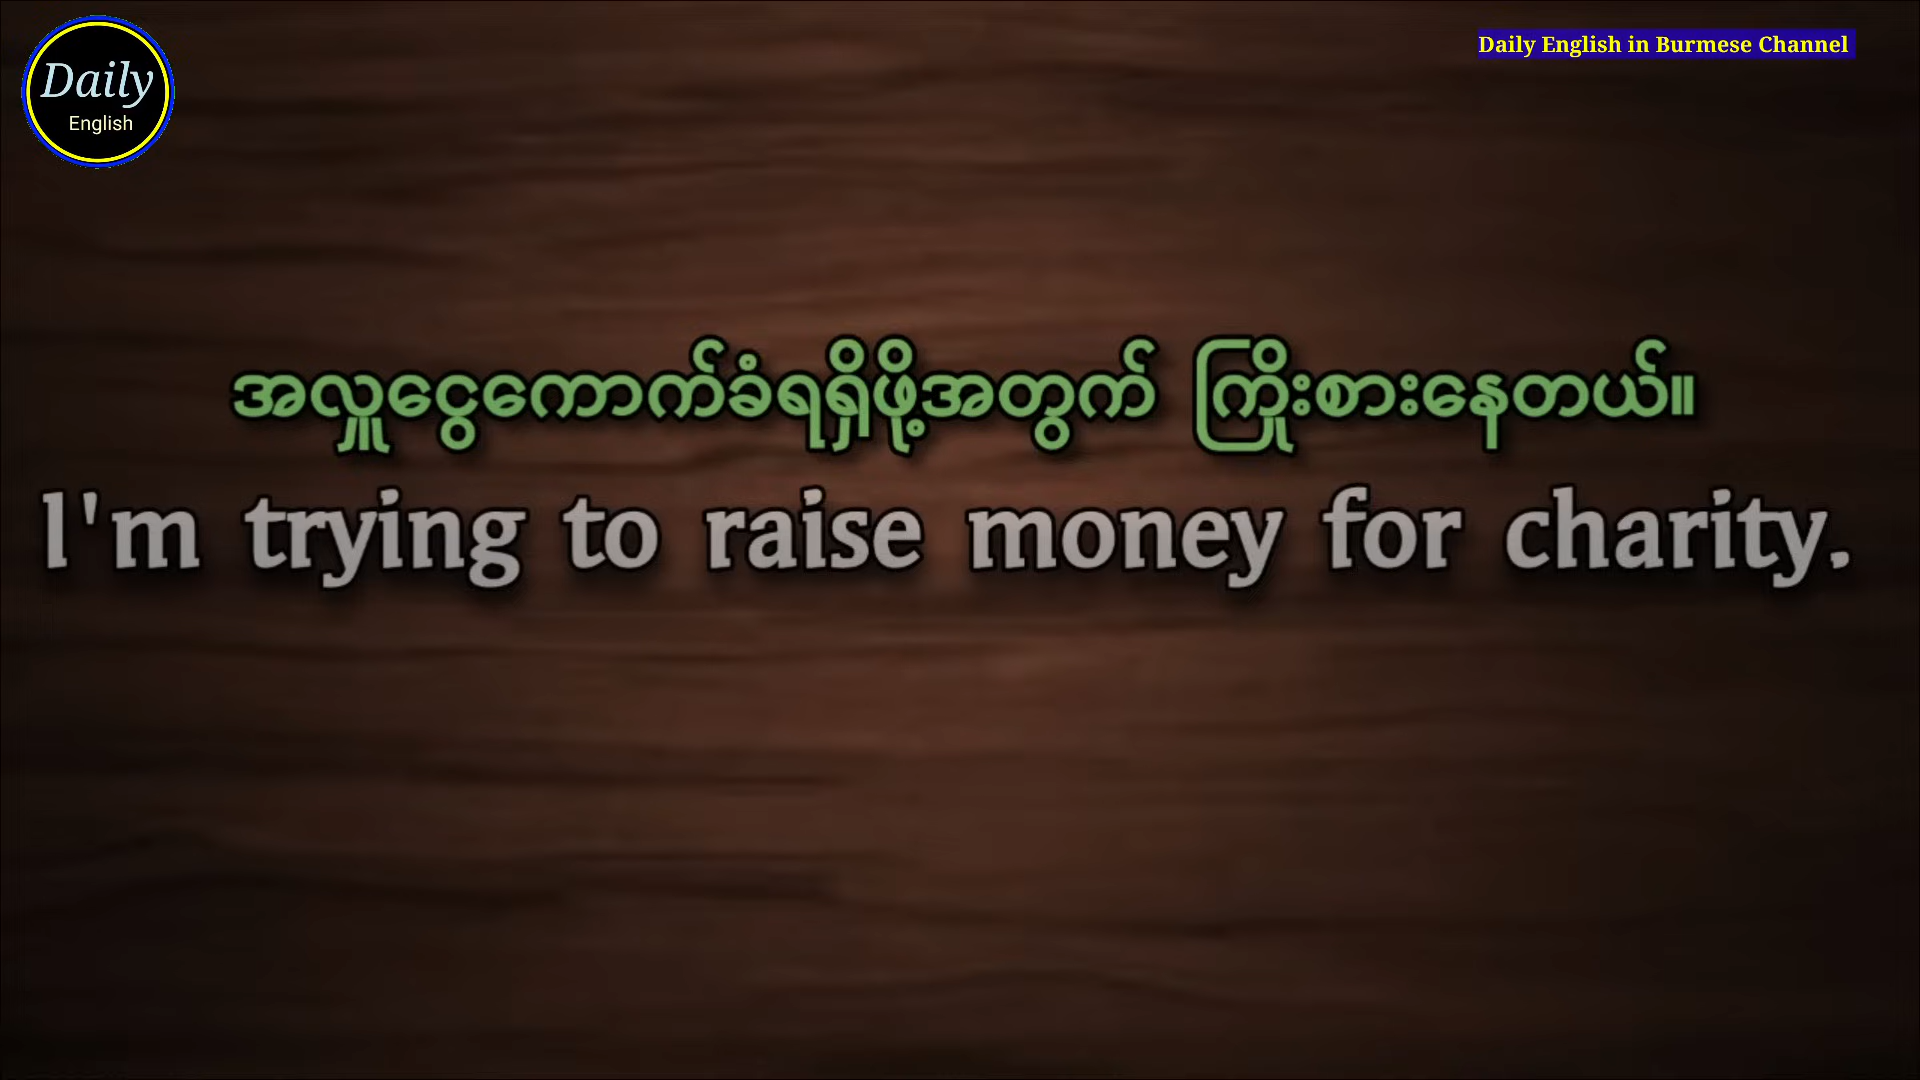 Daily
English
Daily English in Burmese Channel
အလှူငွေကောက်ခံရရှိဖို့အတွက် ကြိုးစားနေတယ်။
I'm trying to raise money for charity.